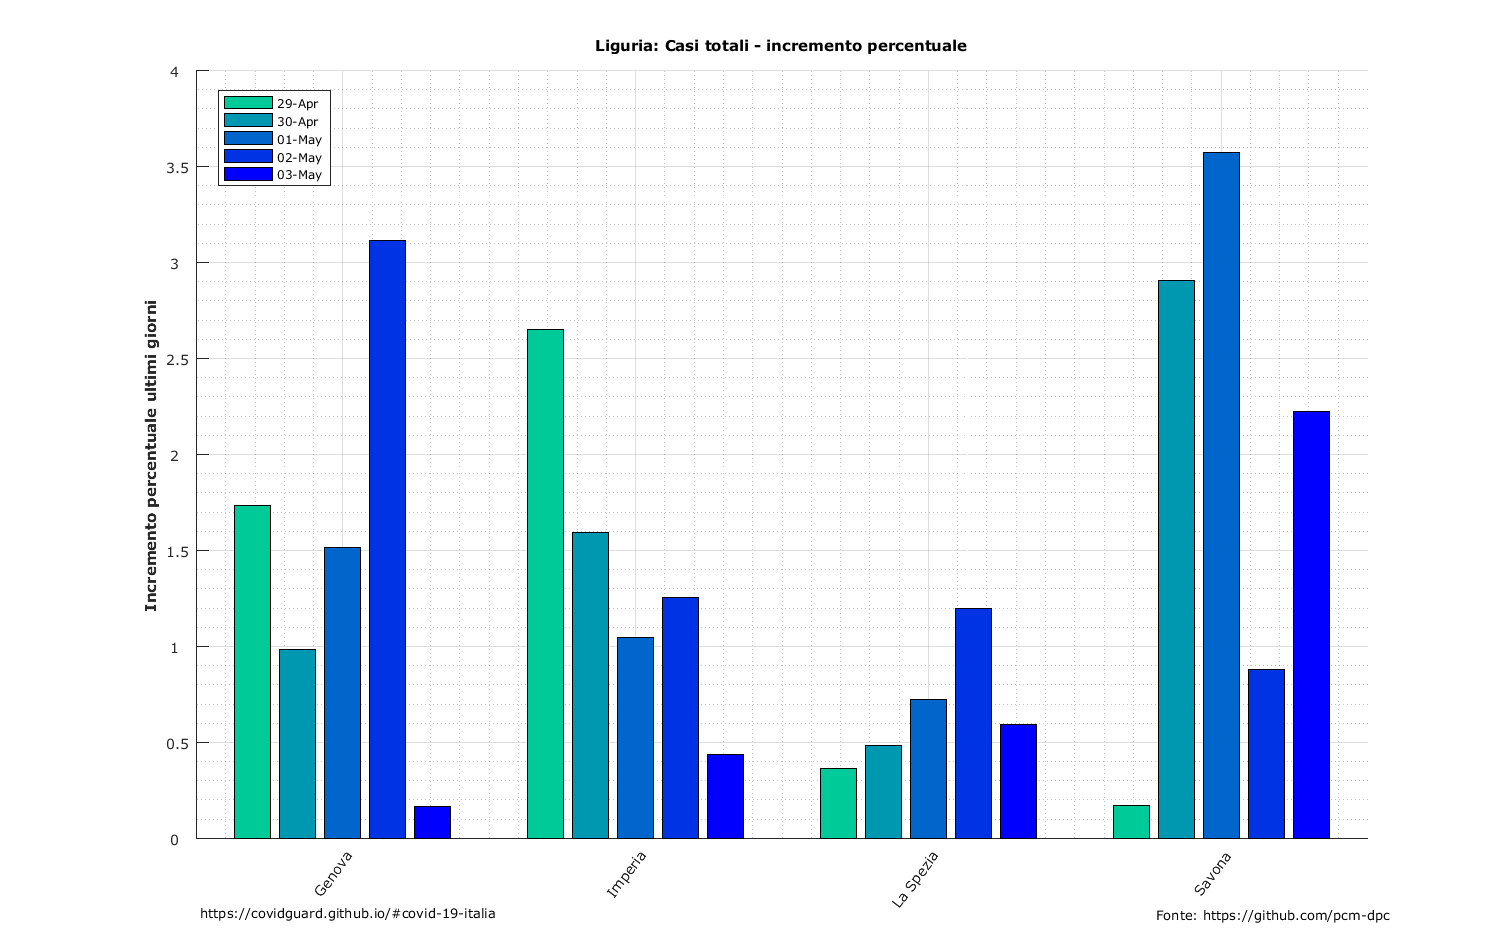 Liguria: Casi totali - incremento percentuale
4
3.5
3
2.5
2
1.5
1
0.5
0
Incremento percentuale ultimi giorni
29-Apr
30-Apr
01-May
02-May
03-May
Genova
Imperia
La Spezia
Savona
https://covidguard.github.io/#covid-19-italia
Fonte: https://github.com/pcm-dpc